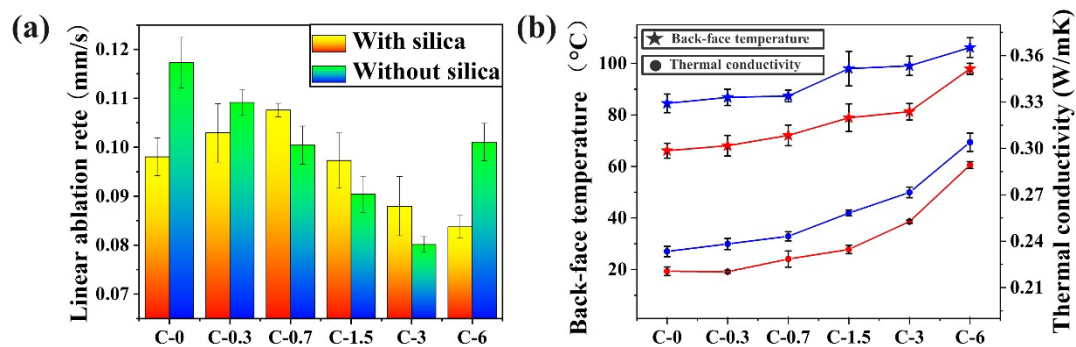 (a)
With silica
Without silica
Linear ablation rete (mm/s)
0.12
0.11
0.10
0.09
0.08
0.07
C-0 C-0.3 C-0.7 C-1.5 C-3 C-6
(b)
Back-face temperature
Thermal conductivity
Back-face temperature (°C)
100
80
60
40
20
Thermal conductivity (W/mK)
0.36
0.33
0.30
0.27
0.24
0.21
C-0 C-0.3 C-0.7 C-1.5 C-3 C-6